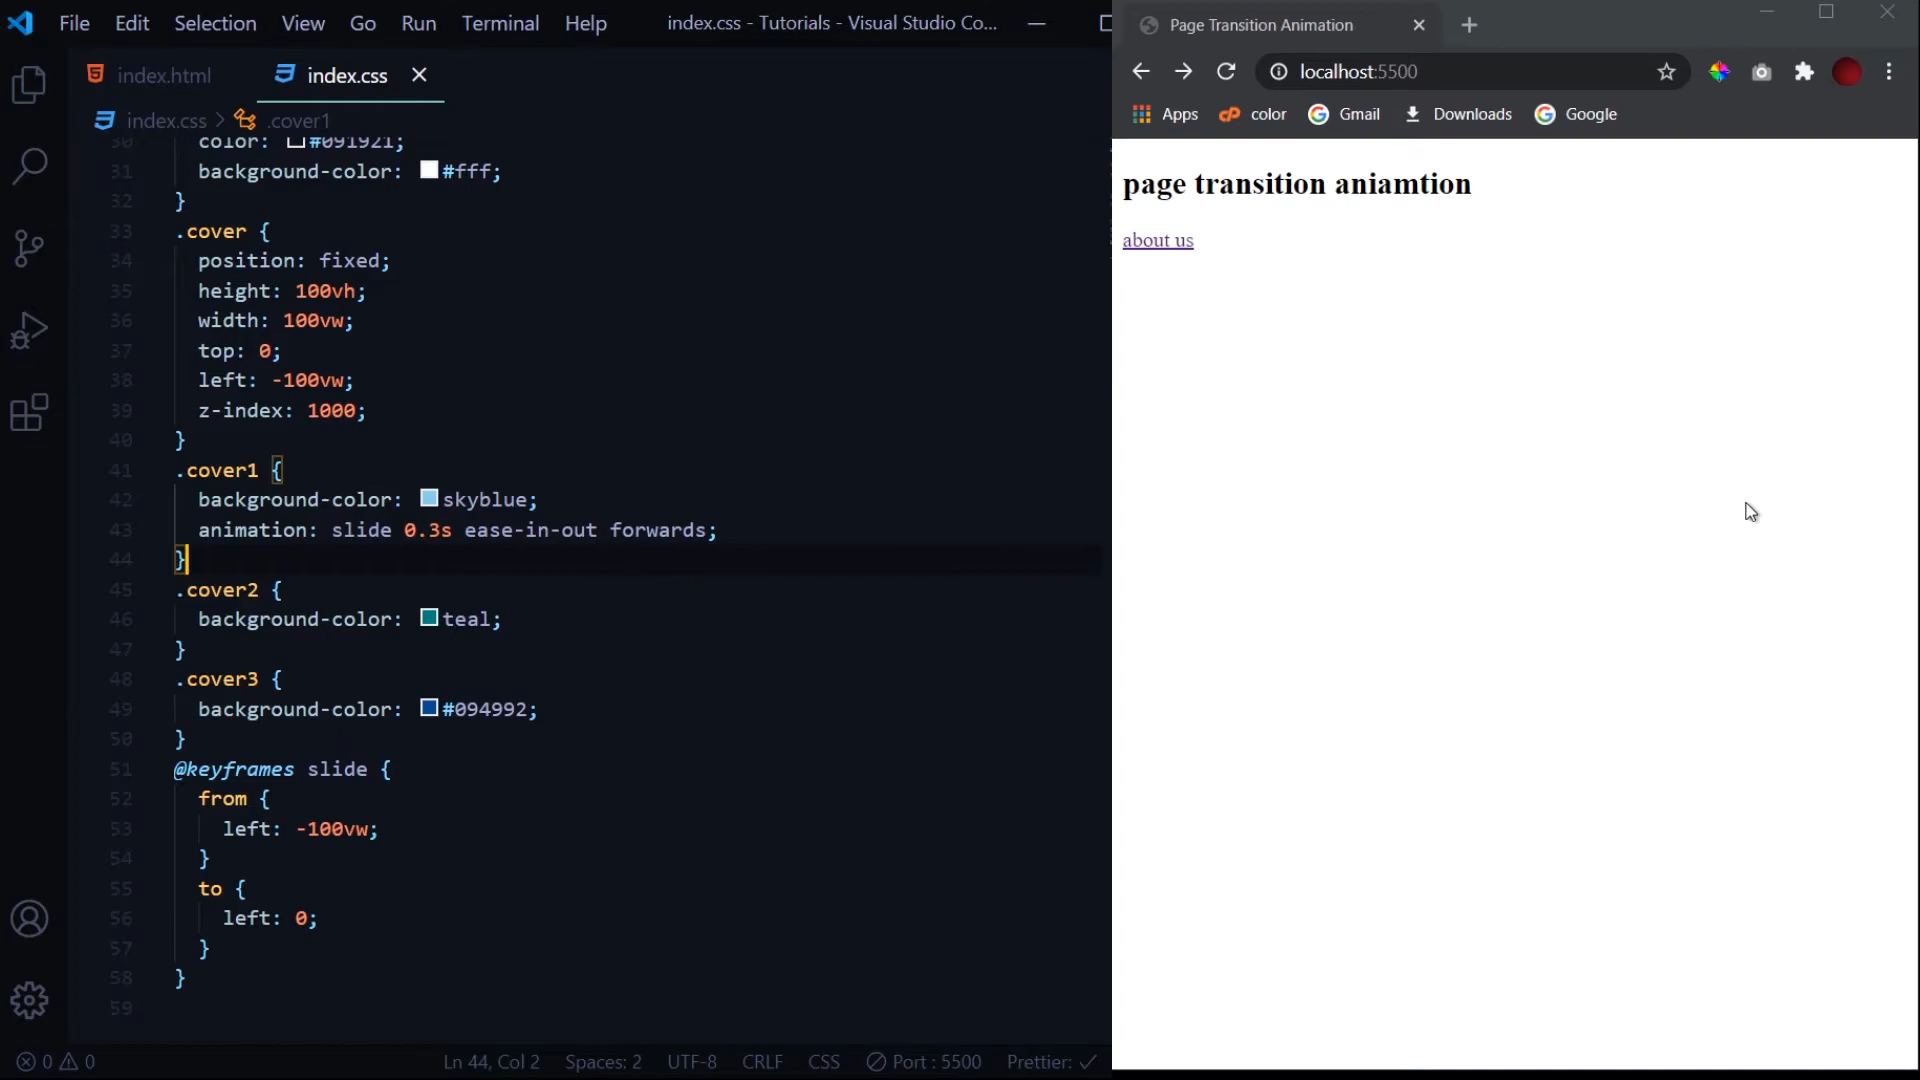 File Edit Selection View Go Run Terminal Help index.css - Tutorials - Visual Studio Co...
index.html index.css
index.css > .cover1
30 color: #091921;
31 background-color: #fff;
32 }
33 .cover {
34 position: fixed;
35 height: 100vh;
36 width: 100vw;
37 top: 0;
38 left: -100vw;
39 z-index: 1000;
40 }
41 .cover1 {
42 background-color: skyblue;
43 animation: slide 0.3s ease-in-out forwards;
44 }
45 .cover2 {
46 background-color: teal;
47 }
48 .cover3 {
49 background-color: #094992;
50 }
51 @keyframes slide {
52 from {
53 left: -100vw;
54 }
55 to {
56 left: 0;
57 }
58 }
59
0 0 Ln 44, Col 2 Spaces: 2 UTF-8 CRLF CSS Port : 5500 Prettier: ✓
Page Transition Animation
localhost:5500
Apps color Gmail Downloads Google
page transition aniamtion
about us